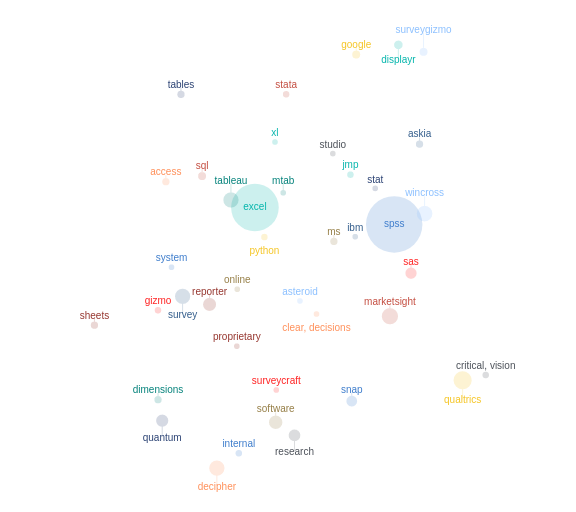 surveygizmo
google
displayr
tables
stata
xl
askia
studio
sql
access
jmp
tableau
mtab
stat
wincross
excel
spss
ms
ibm
python
system
sas
online
reporter
asteroid
gizmo
marketsight
sheets
survey
clear, decisions
proprietary
critical, vision
surveycraft
dimensions
snap
qualtrics
software
quantum
internal
research
decipher